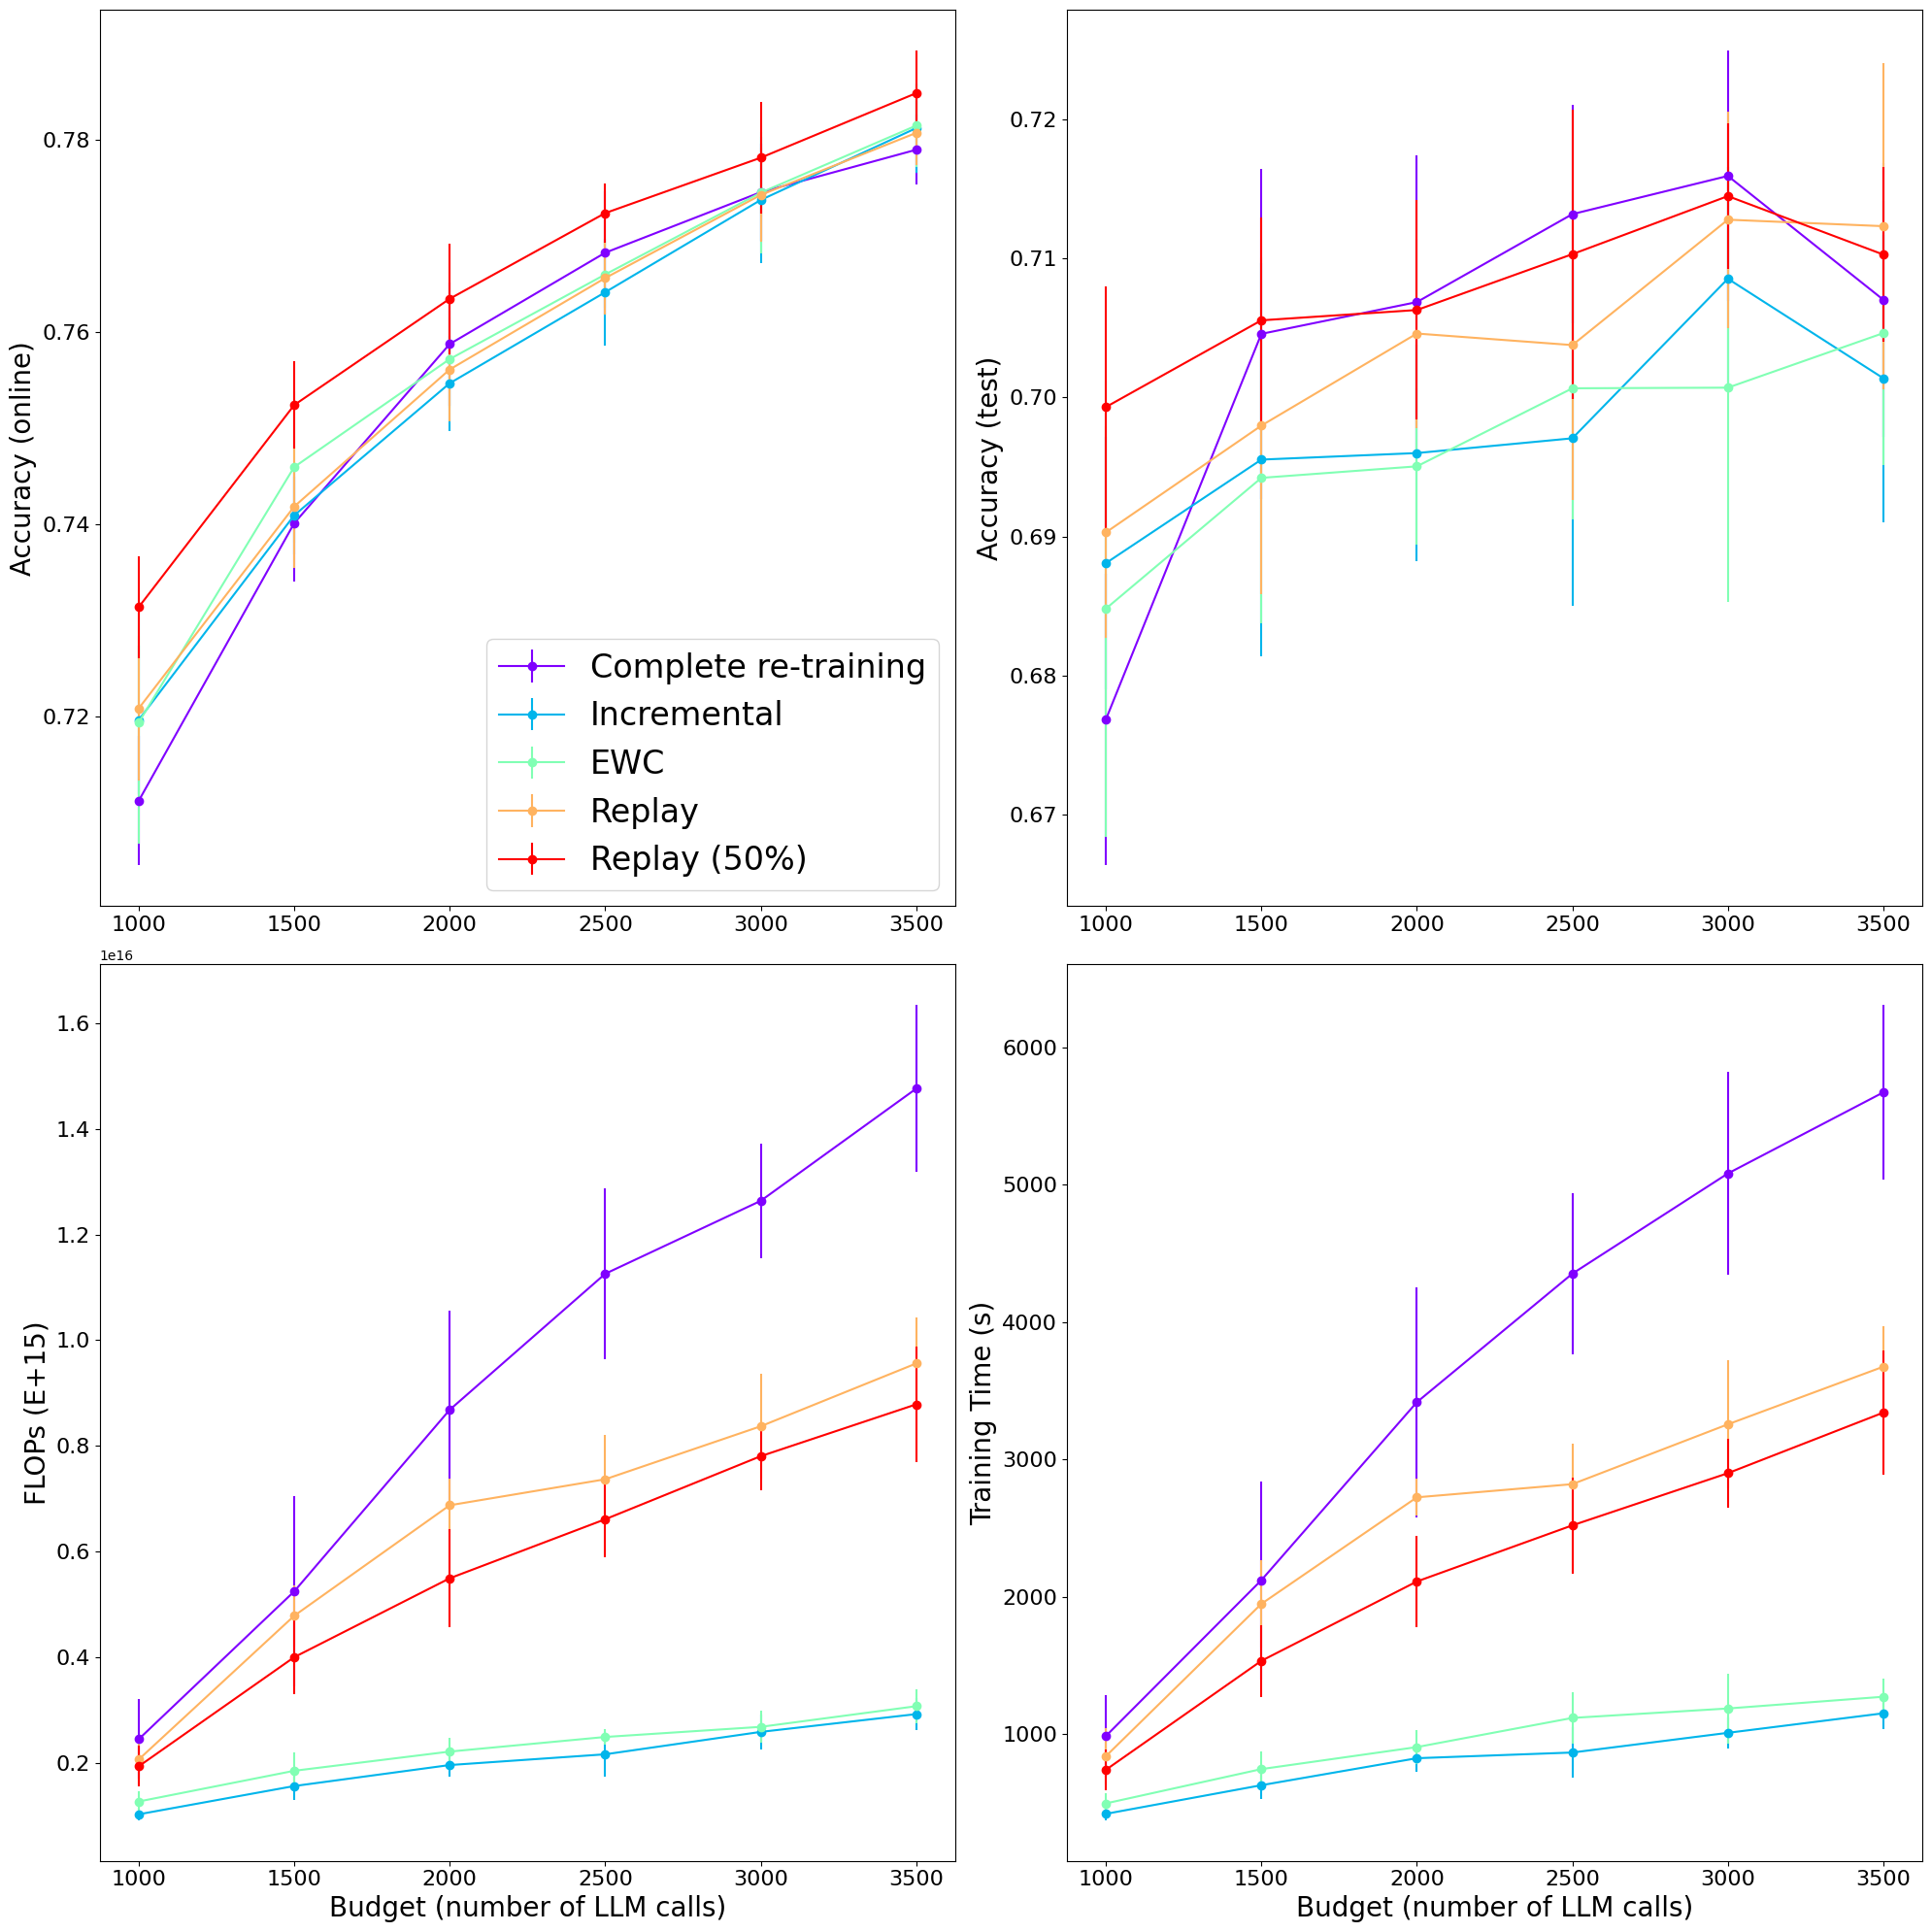 0.78
0.76
0.74
0.72
Accuracy (online)
Complete re-training
Incremental
EWC
Replay
Replay (50%)
1000 1500 2000 2500 3000 3500
0.72
0.71
0.70
0.69
0.68
0.67
Accuracy (test)
1000 1500 2000 2500 3000 3500
1e16
1.6
1.4
1.2
1.0
0.8
0.6
0.4
0.2
FLOPs (E+15)
1000 1500 2000 2500 3000 3500
Budget (number of LLM calls)
6000
5000
4000
3000
2000
1000
Training Time (s)
1000 1500 2000 2500 3000 3500
Budget (number of LLM calls)